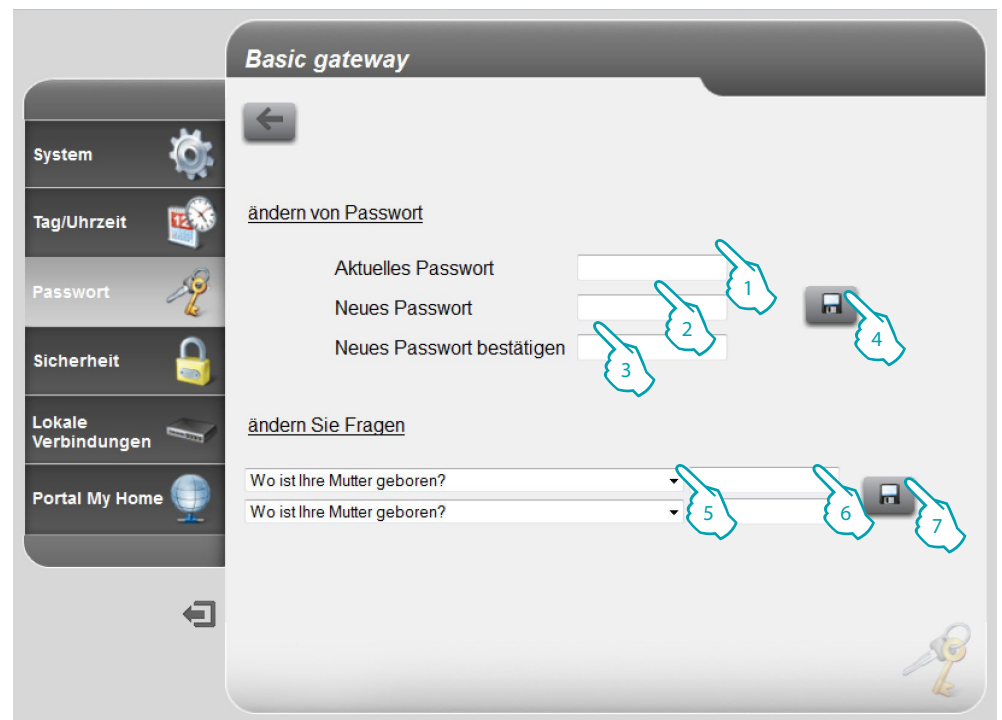 Basic gateway
System
Tag/Uhrzeit
12
Passwort
Sicherheit
Lokale
Verbindungen
Portal My Home
ändern von Passwort
Aktuelles Passwort
1
Neues Passwort
2
4
Neues Passwort bestätigen
3
ändern Sie Fragen
Wo ist Ihre Mutter geboren?
Wo ist Ihre Mutter geboren?
5
6
7